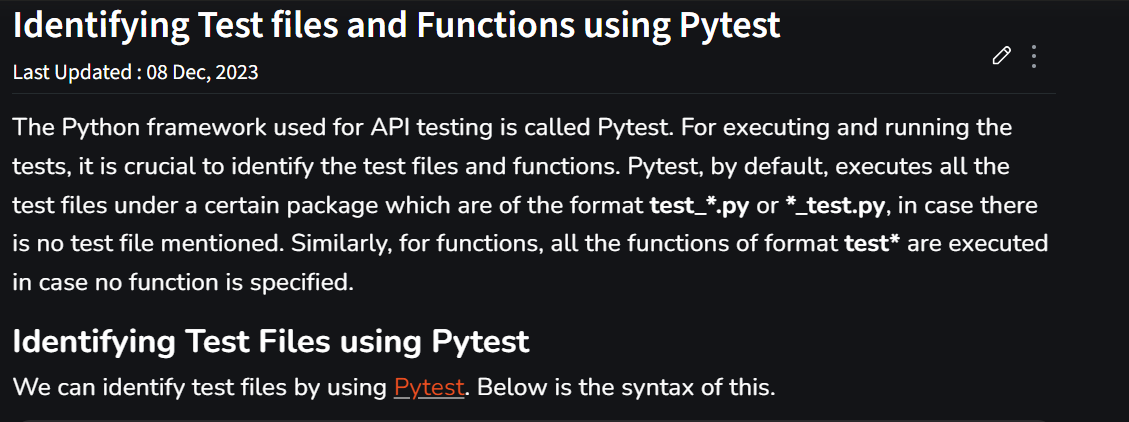 Identifying Test files and Functions using Pytest
Last Updated : 08 Dec, 2023
The Python framework used for API testing is called Pytest. For executing and running the
tests, it is crucial to identify the test files and functions. Pytest, by default, executes all the
test files under a certain package which are of the format test_*.py or *_test.py, in case there
is no test file mentioned. Similarly, for functions, all the functions of format test* are executed
in case no function is specified.
Identifying Test Files using Pytest
We can identify test files by using Pytest. Below is the syntax of this.